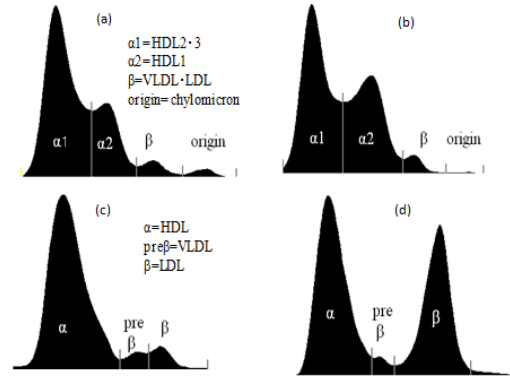 (a)
α1=HDL2·3
α2=HDL1
β=VLDL·LDL
origin=chylomicron
α1
α2
β
origin
(b)
α1
α2
β
origin
(c)
α=HDL
preβ=VLDL
β=LDL
α
pre
β
β
(d)
α
pre
β
β